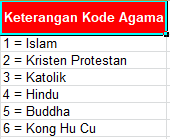 Keterangan Kode Agama
1 = Islam
2 = Kristen Protestan
3 = Katolik
4 = Hindu
5 = Buddha
6 = Kong Hu Cu